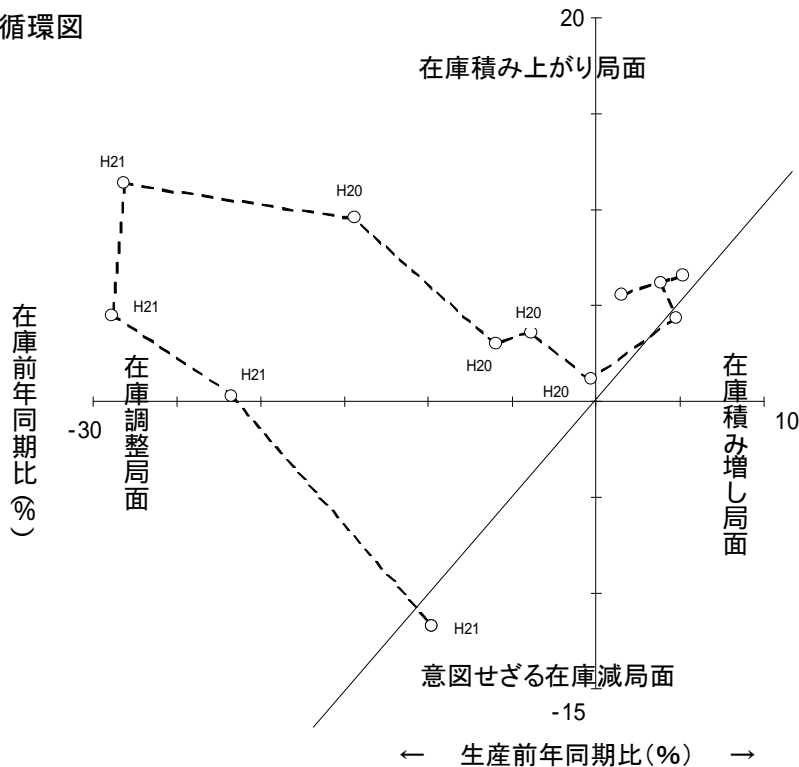 循環図
20
在庫積み上がり局面
H21
H20
H21
H20
在庫前年同期比(%)
H20
在庫調整局面
H21
在庫積み増し局面
H20
-30
10
H21
意図せざる在庫減局面
-15
← 生産前年同期比(%) →